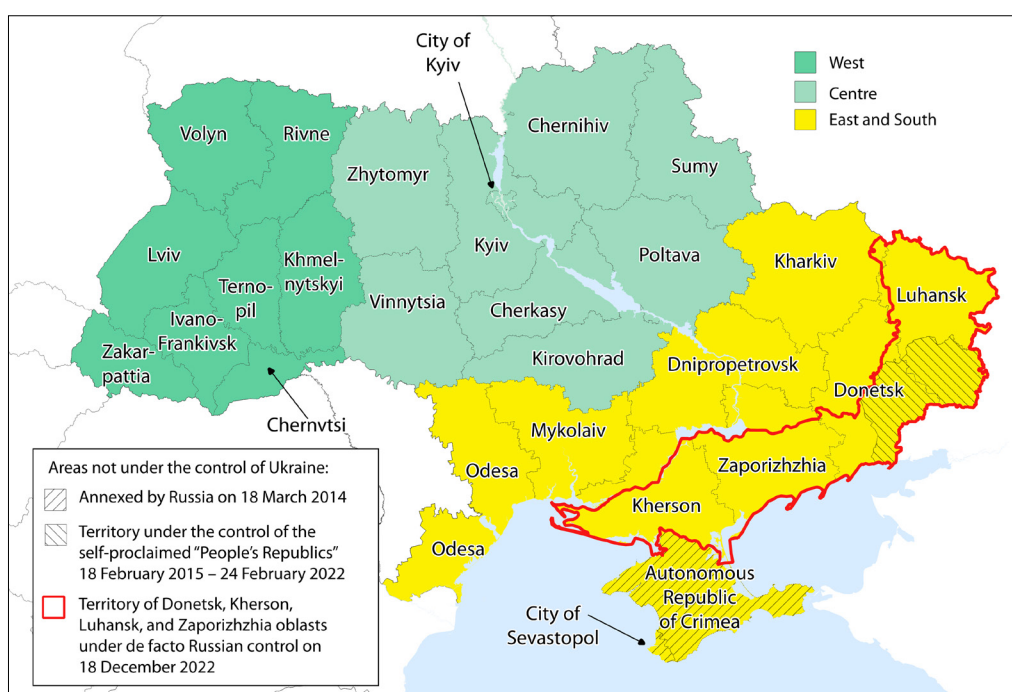 City of
Kyiv
West
Centre
East and South
Volyn
Rivne
Zhytomyr
Chernihiv
Sumy
Lviv
Khmel-
nytskyi
Kyiv
Poltava
Kharkiv
Terno-
pil
Vinnytsia
Cherkasy
Luhansk
Ivano-
Frankivsk
Zakar-
pattia
Kirovohrad
Dnipropetrovsk
Donetsk
Chernvtsi
Mykolaiv
Odesa
Zaporizhzhia
Kherson
Odesa
Autonomous
Republic
of Crimea
City of
Sevastopol
Areas not under the control of Ukraine:
Annexed by Russia on 18 March 2014
Territory under the control of the
self-proclaimed “People’s Republics”
18 February 2015 – 24 February 2022
Territory of Donetsk, Kherson,
Luhansk, and Zaporizhzhia oblasts
under de facto Russian control on
18 December 2022